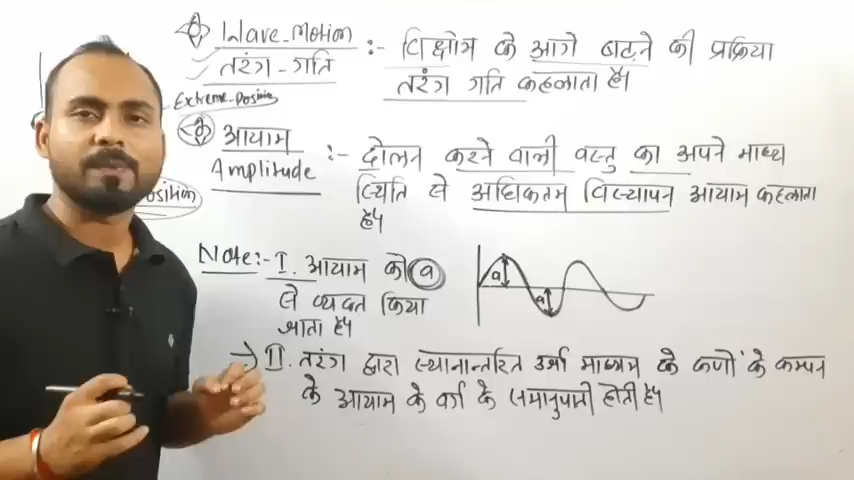 Wave-Motion
तरंग-गति :- विक्षोभ के आगे बढ़ने की प्रक्रिया
तरंग गति कहलाता है।
Extreme-Position
आयाम
Amplitude :- दोलन करने वाली वस्तु का अपने माध्य
Position
स्थिति से अधिकतम विस्थापन आयाम कहलाता
है।
Note:- I. आयाम को a
से व्यक्त किया
जाता है।
a
a
→ II. तरंग द्वारा स्थानान्तरित उर्जा माध्यम के कणों के कम्पन
के आयाम के वर्ग के समानुपाती होती है।